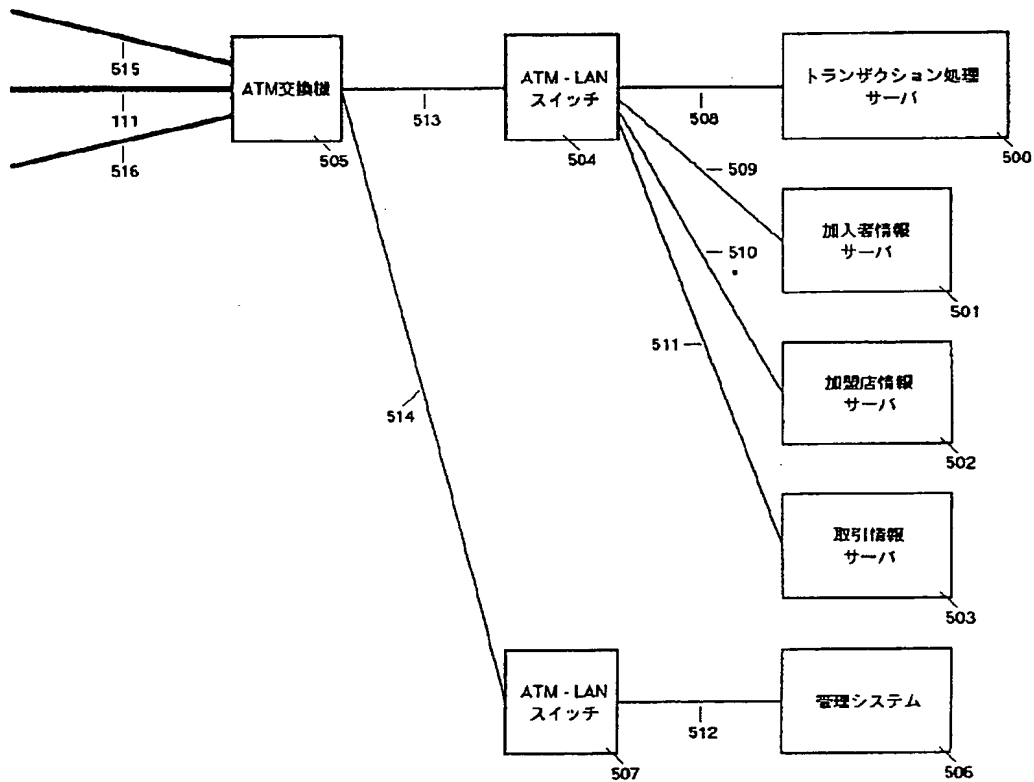 515
111
516
ATM交換機
505
513
ATM - LAN
スイッチ
504
508
トランザクション処理
サーバ
500
509
加入者情報
サーバ
501
510
加盟店情報
サーバ
502
511
取引情報
サーバ
503
514
ATM - LAN
スイッチ
507
512
管理システム
506